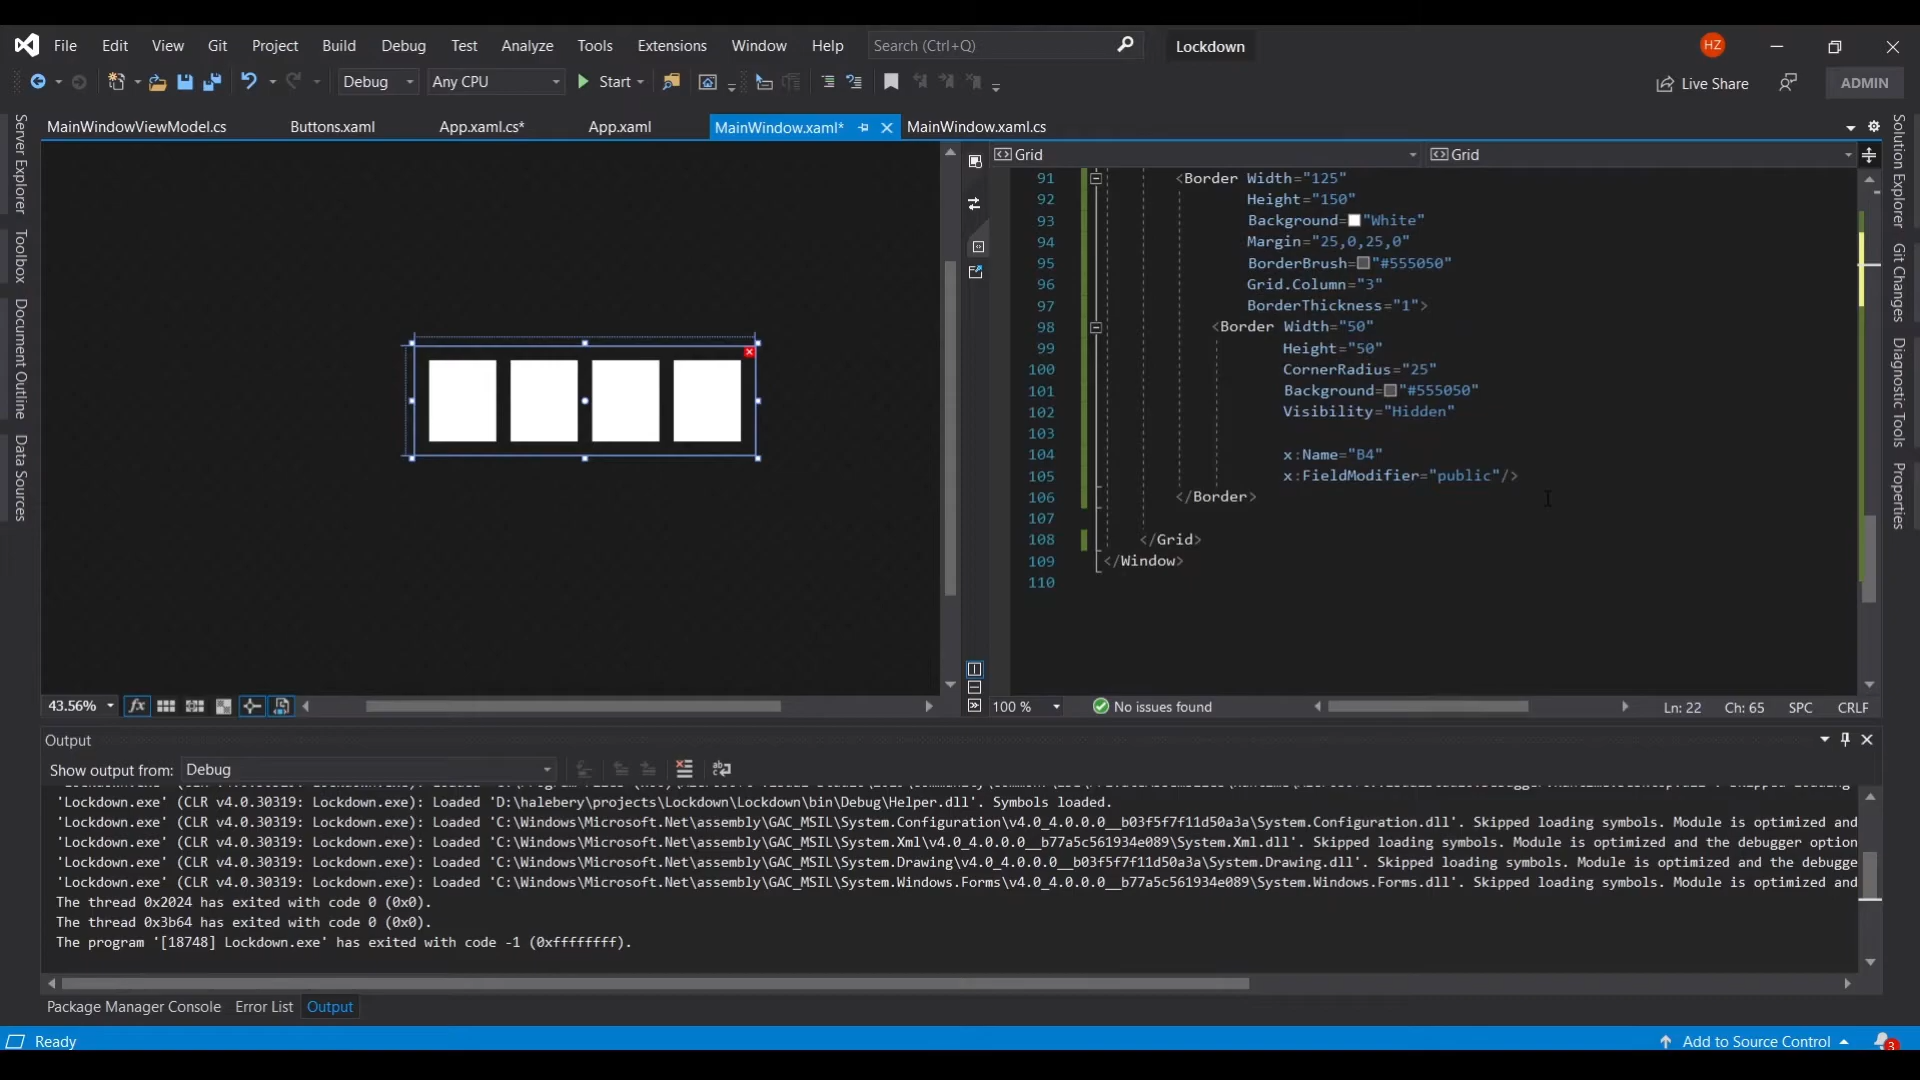 File Edit View Git Project Build Debug Test Analyze Tools Extensions Window Help Search (Ctrl+Q) Lockdown HZ
Debug Any CPU Start Live Share ADMIN
MainWindowViewModel.cs Buttons.xaml App.xaml.cs* App.xaml MainWindow.xaml* MainWindow.xaml.cs
Server Explorer
Toolbox
Document Outline
Data Sources
Grid Grid
91 <Border Width="125"
92 Height="150"
93 Background="White"
94 Margin="25,0,25,0"
95 BorderBrush="#555050"
96 Grid.Column="3"
97 BorderThickness="1">
98 <Border Width="50"
99 Height="50"
100 CornerRadius="25"
101 Background="#555050"
102 Visibility="Hidden"
103
104 x:Name="B4"
105 x:FieldModifier="public"/>
106 </Border>
107
108 </Grid>
109 </Window>
110
Solution Explorer
Git Changes
Diagnostic Tools
Properties
43.56% fx 100 % No issues found Ln: 22 Ch: 65 SPC CRLF
Output
Show output from: Debug
'Lockdown.exe' (CLR v4.0.30319: Lockdown.exe): Loaded 'D:\halebery\projects\Lockdown\Lockdown\bin\Debug\Helper.dll'. Symbols loaded.
'Lockdown.exe' (CLR v4.0.30319: Lockdown.exe): Loaded 'C:\Windows\Microsoft.Net\assembly\GAC_MSIL\System.Configuration\v4.0_4.0.0.0__b03f5f7f11d50a3a\System.Configuration.dll'. Skipped loading symbols. Module is optimized and
'Lockdown.exe' (CLR v4.0.30319: Lockdown.exe): Loaded 'C:\Windows\Microsoft.Net\assembly\GAC_MSIL\System.Xml\v4.0_4.0.0.0__b77a5c561934e089\System.Xml.dll'. Skipped loading symbols. Module is optimized and the debugger option
'Lockdown.exe' (CLR v4.0.30319: Lockdown.exe): Loaded 'C:\Windows\Microsoft.Net\assembly\GAC_MSIL\System.Drawing\v4.0_4.0.0.0__b03f5f7f11d50a3a\System.Drawing.dll'. Skipped loading symbols. Module is optimized and the debugge
'Lockdown.exe' (CLR v4.0.30319: Lockdown.exe): Loaded 'C:\Windows\Microsoft.Net\assembly\GAC_MSIL\System.Windows.Forms\v4.0_4.0.0.0__b77a5c561934e089\System.Windows.Forms.dll'. Skipped loading symbols. Module is optimized and
The thread 0x2024 has exited with code 0 (0x0).
The thread 0x3b64 has exited with code 0 (0x0).
The program '[18748] Lockdown.exe' has exited with code -1 (0xffffffff).
Package Manager Console Error List Output
Ready Add to Source Control 3